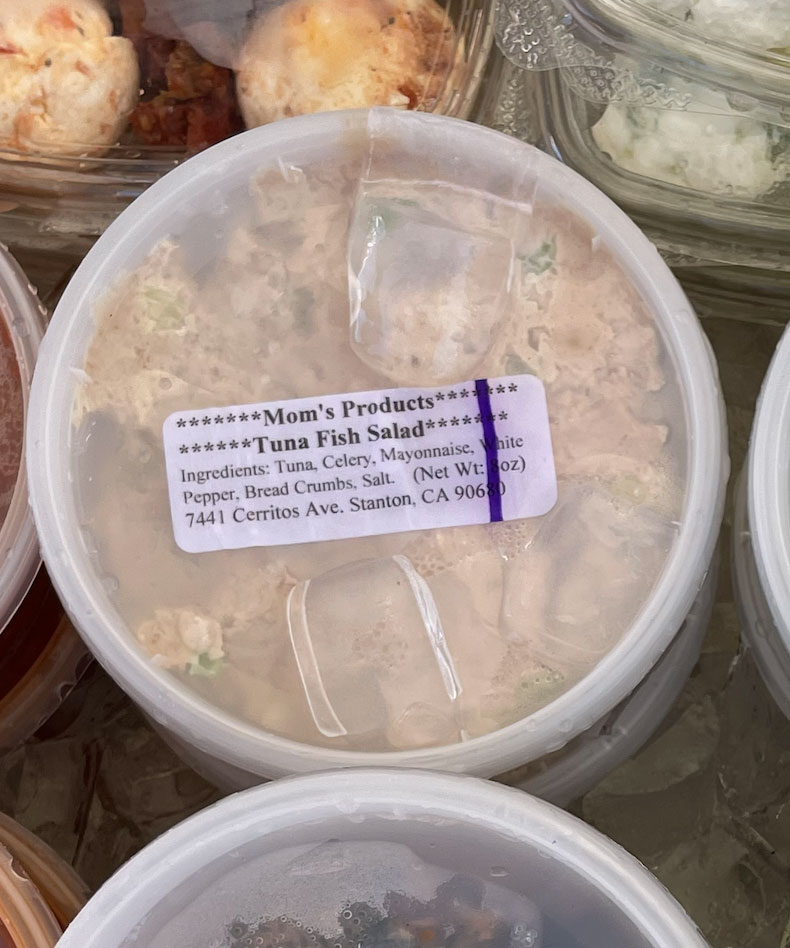 *******Mom's Products*******
******Tuna Fish Salad******
Ingredients: Tuna, Celery, Mayonnaise, White
Pepper, Bread Crumbs, Salt. (Net Wt: 8oz)
7441 Cerritos Ave. Stanton, CA 90680